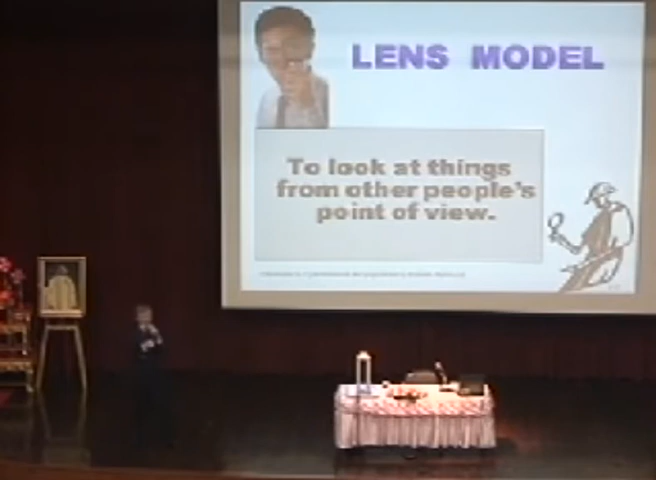 LENS MODEL
To look at things
from other people's
point of view.